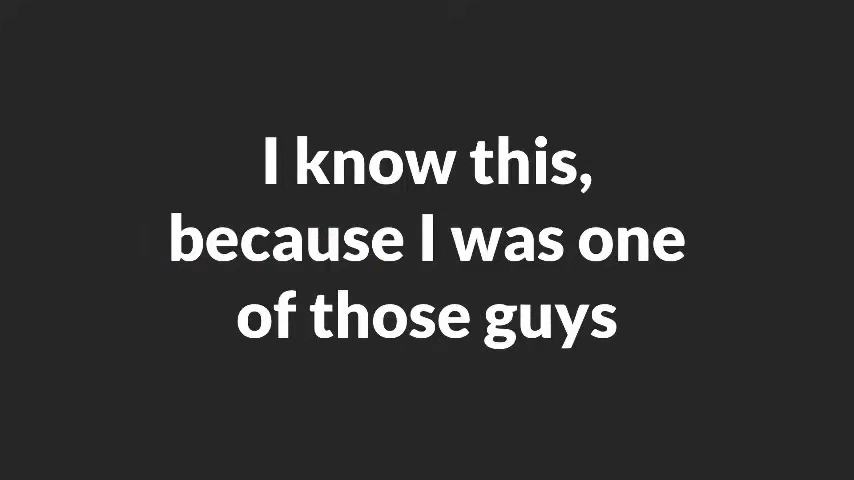 I know this,
because I was one
of those guys